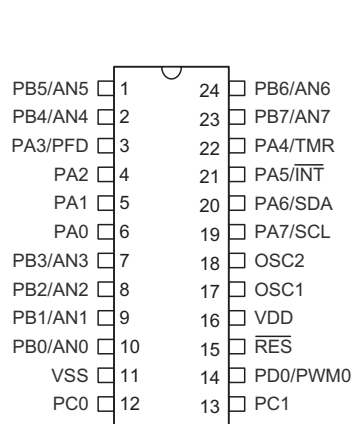 PB5/AN5 1 24 PB6/AN6
PB4/AN4 2 23 PB7/AN7
PA3/PFD 3 22 PA4/TMR
PA2 4 21 PA5/INT
PA1 5 20 PA6/SDA
PA0 6 19 PA7/SCL
PB3/AN3 7 18 OSC2
PB2/AN2 8 17 OSC1
PB1/AN1 9 16 VDD
PB0/AN0 10 15 RES
VSS 11 14 PD0/PWM0
PC0 12 13 PC1